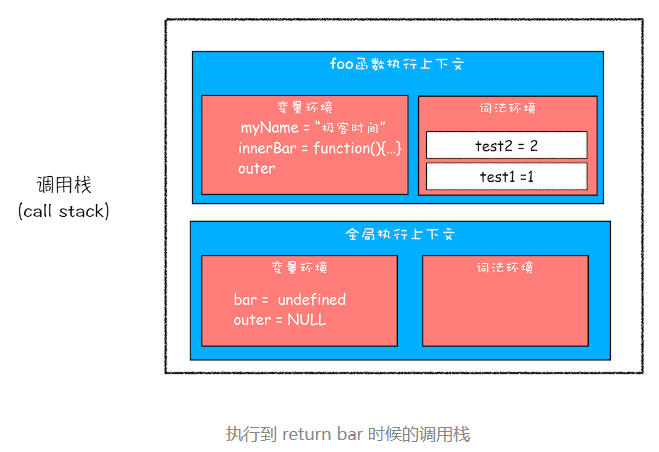 foo函数执行上下文
变量环境
myName = “极客时间”
innerBar = function(){...}
outer
词法环境
test2 = 2
test1 =1
调用栈
(call stack)
全局执行上下文
变量环境
bar = undefined
outer = NULL
词法环境
执行到 return bar 时候的调用栈